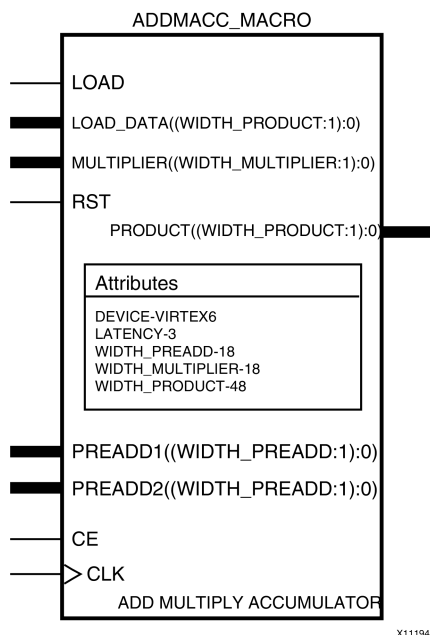 ADDMACC_MACRO
LOAD
LOAD_DATA((WIDTH_PRODUCT:1):0)
MULTIPLIER((WIDTH_MULTIPLIER:1):0)
RST
PRODUCT((WIDTH_PRODUCT:1):0)
Attributes
DEVICE-VIRTEX6
LATENCY-3
WIDTH_PREADD-18
WIDTH_MULTIPLIER-18
WIDTH_PRODUCT-48
PREADD1((WIDTH_PREADD:1):0)
PREADD2((WIDTH_PREADD:1):0)
CE
CLK
ADD MULTIPLY ACCUMULATOR
X11194